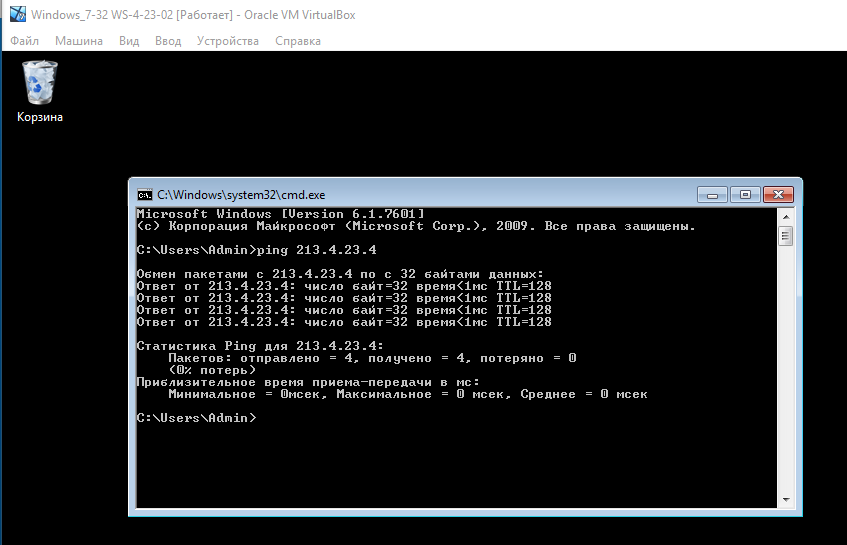 Windows_7-32 WS-4-23-02 [Работает] - Oracle VM VirtualBox
Файл Машина Вид Ввод Устройства Справка
Корзина
C:\Windows\system32\cmd.exe
Microsoft Windows [Version 6.1.7601]
(c) Корпорация Майкрософт (Microsoft Corp.), 2009. Все права защищены.
C:\Users\Admin>ping 213.4.23.4
Обмен пакетами с 213.4.23.4 по с 32 байтами данных:
Ответ от 213.4.23.4: число байт=32 время<1мс TTL=128
Ответ от 213.4.23.4: число байт=32 время<1мс TTL=128
Ответ от 213.4.23.4: число байт=32 время<1мс TTL=128
Ответ от 213.4.23.4: число байт=32 время<1мс TTL=128
Статистика Ping для 213.4.23.4:
Пакетов: отправлено = 4, получено = 4, потеряно = 0
(0% потерь)
Приблизительное время приема-передачи в мс:
Минимальное = 0мсек, Максимальное = 0 мсек, Среднее = 0 мсек
C:\Users\Admin>